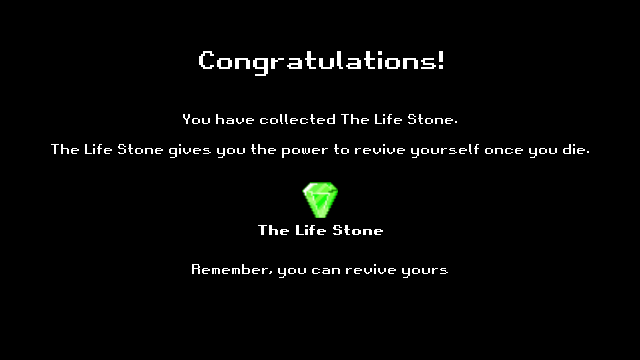 Congratulations!
You have collected The Life Stone.
The Life Stone gives you the power to revive yourself once you die.
The Life Stone
Remember, you can revive yours